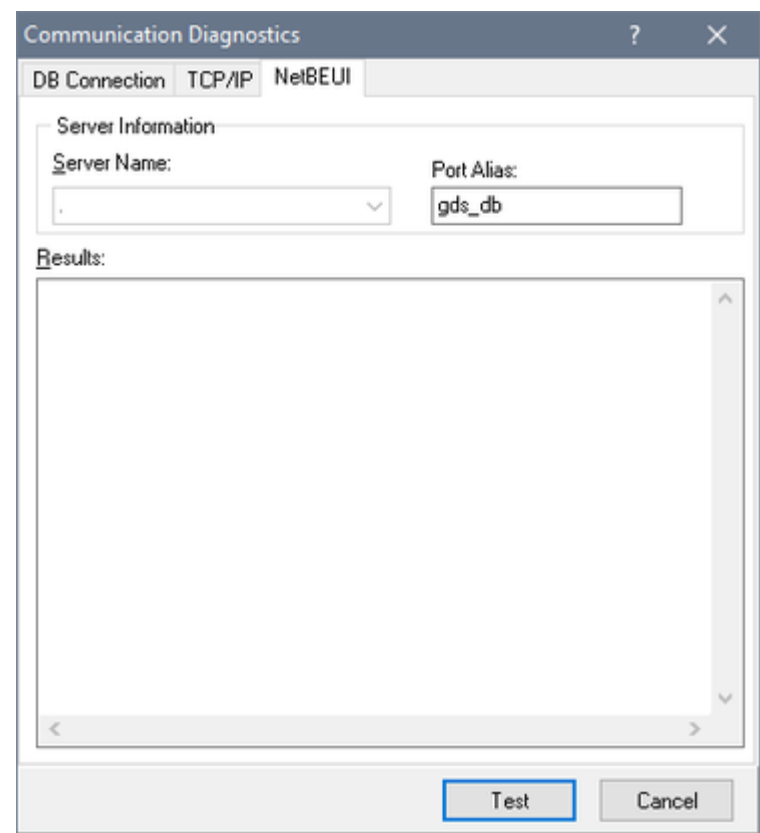 Communication Diagnostics ?
DB Connection TCP/IP NetBEUI
Server Information
Server Name: Port Alias:
. gds_db
Results:
Test Cancel